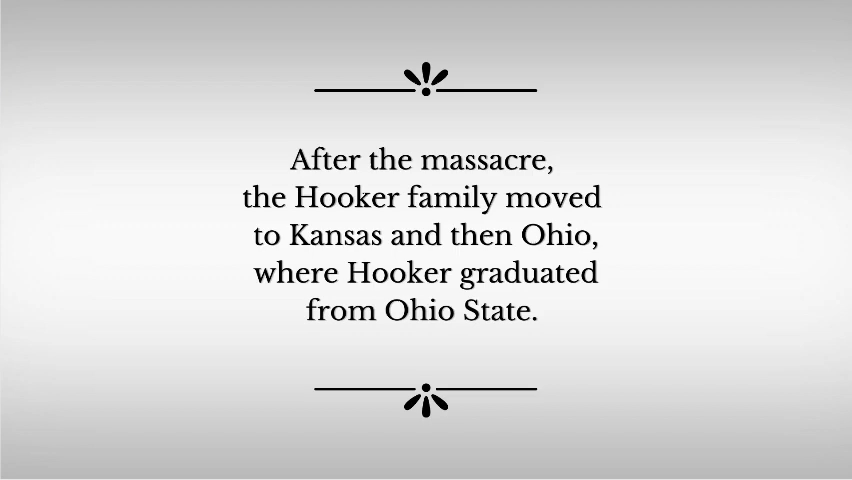 After the massacre,
the Hooker family moved
to Kansas and then Ohio,
where Hooker graduated
from Ohio State.